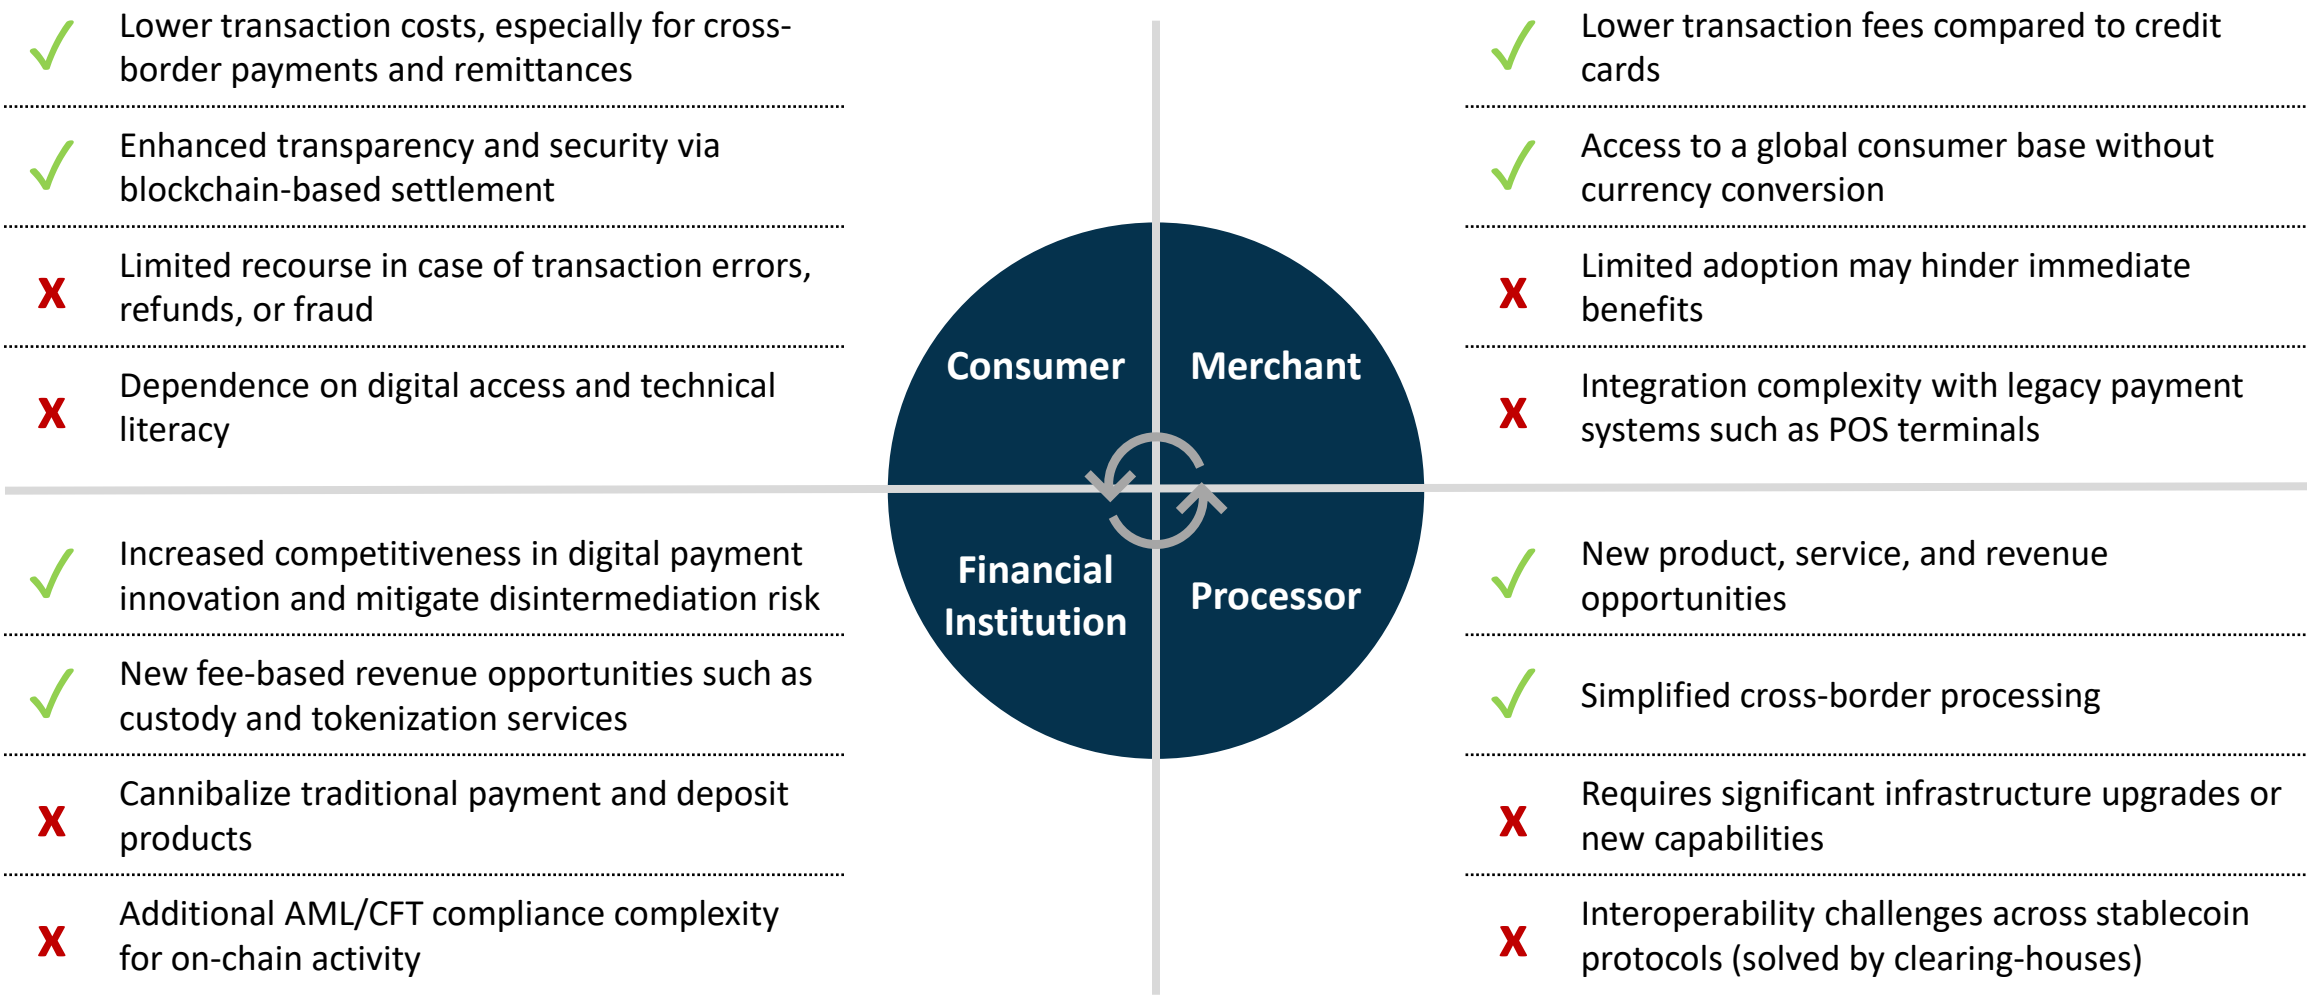 Lower transaction costs, especially for cross-
border payments and remittances
Enhanced transparency and security via
blockchain-based settlement
X Limited recourse in case of transaction errors,
refunds, or fraud
X Dependence on digital access and technical
literacy
Lower transaction fees compared to credit
cards
Access to a global consumer base without
currency conversion
X Limited adoption may hinder immediate
benefits
X Integration complexity with legacy payment
systems such as POS terminals
Consumer
Merchant
Financial
Institution
Processor
Increased competitiveness in digital payment
innovation and mitigate disintermediation risk
New fee-based revenue opportunities such as
custody and tokenization services
X Cannibalize traditional payment and deposit
products
X Additional AML/CFT compliance complexity
for on-chain activity
New product, service, and revenue
opportunities
Simplified cross-border processing
X Requires significant infrastructure upgrades or
new capabilities
X Interoperability challenges across stablecoin
protocols (solved by clearing-houses)